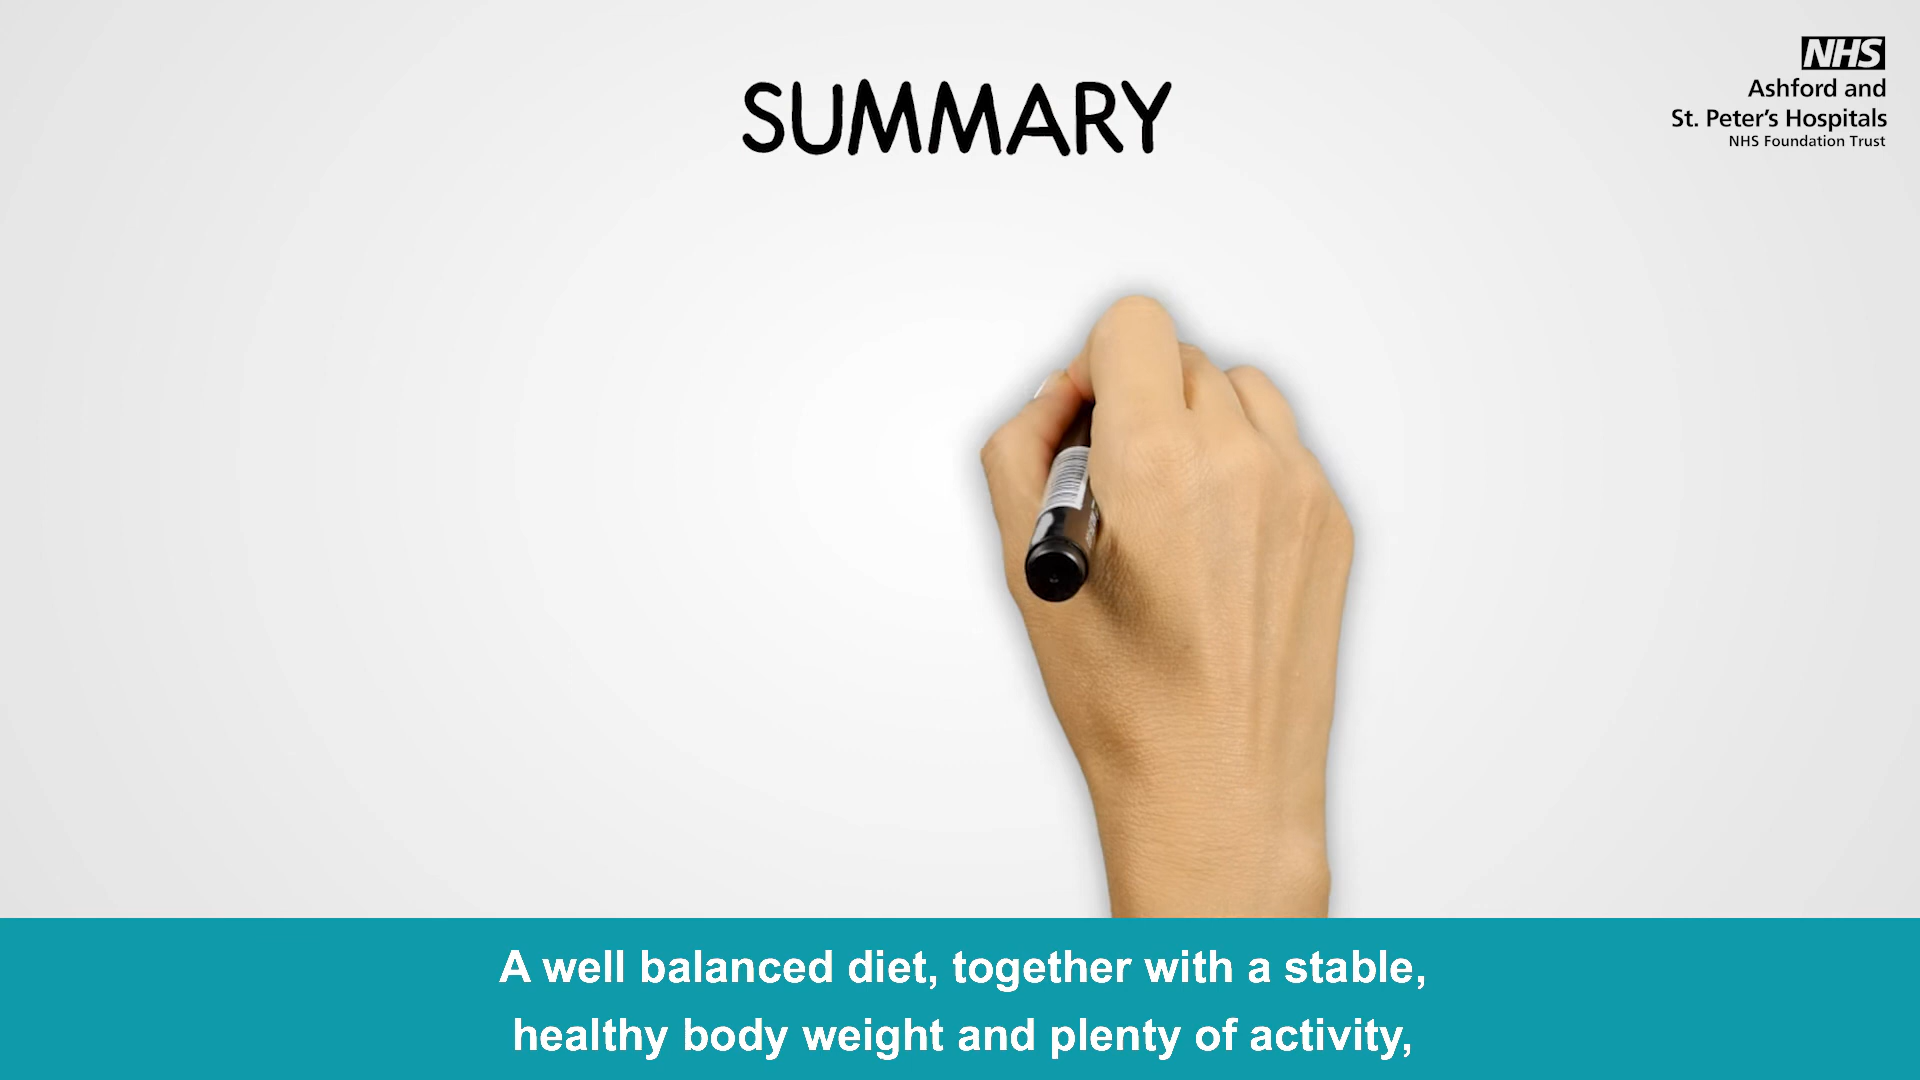 SUMMARY
NHS
Ashford and
St. Peter's Hospitals
NHS Foundation Trust
A well balanced diet, together with a stable,
healthy body weight and plenty of activity,